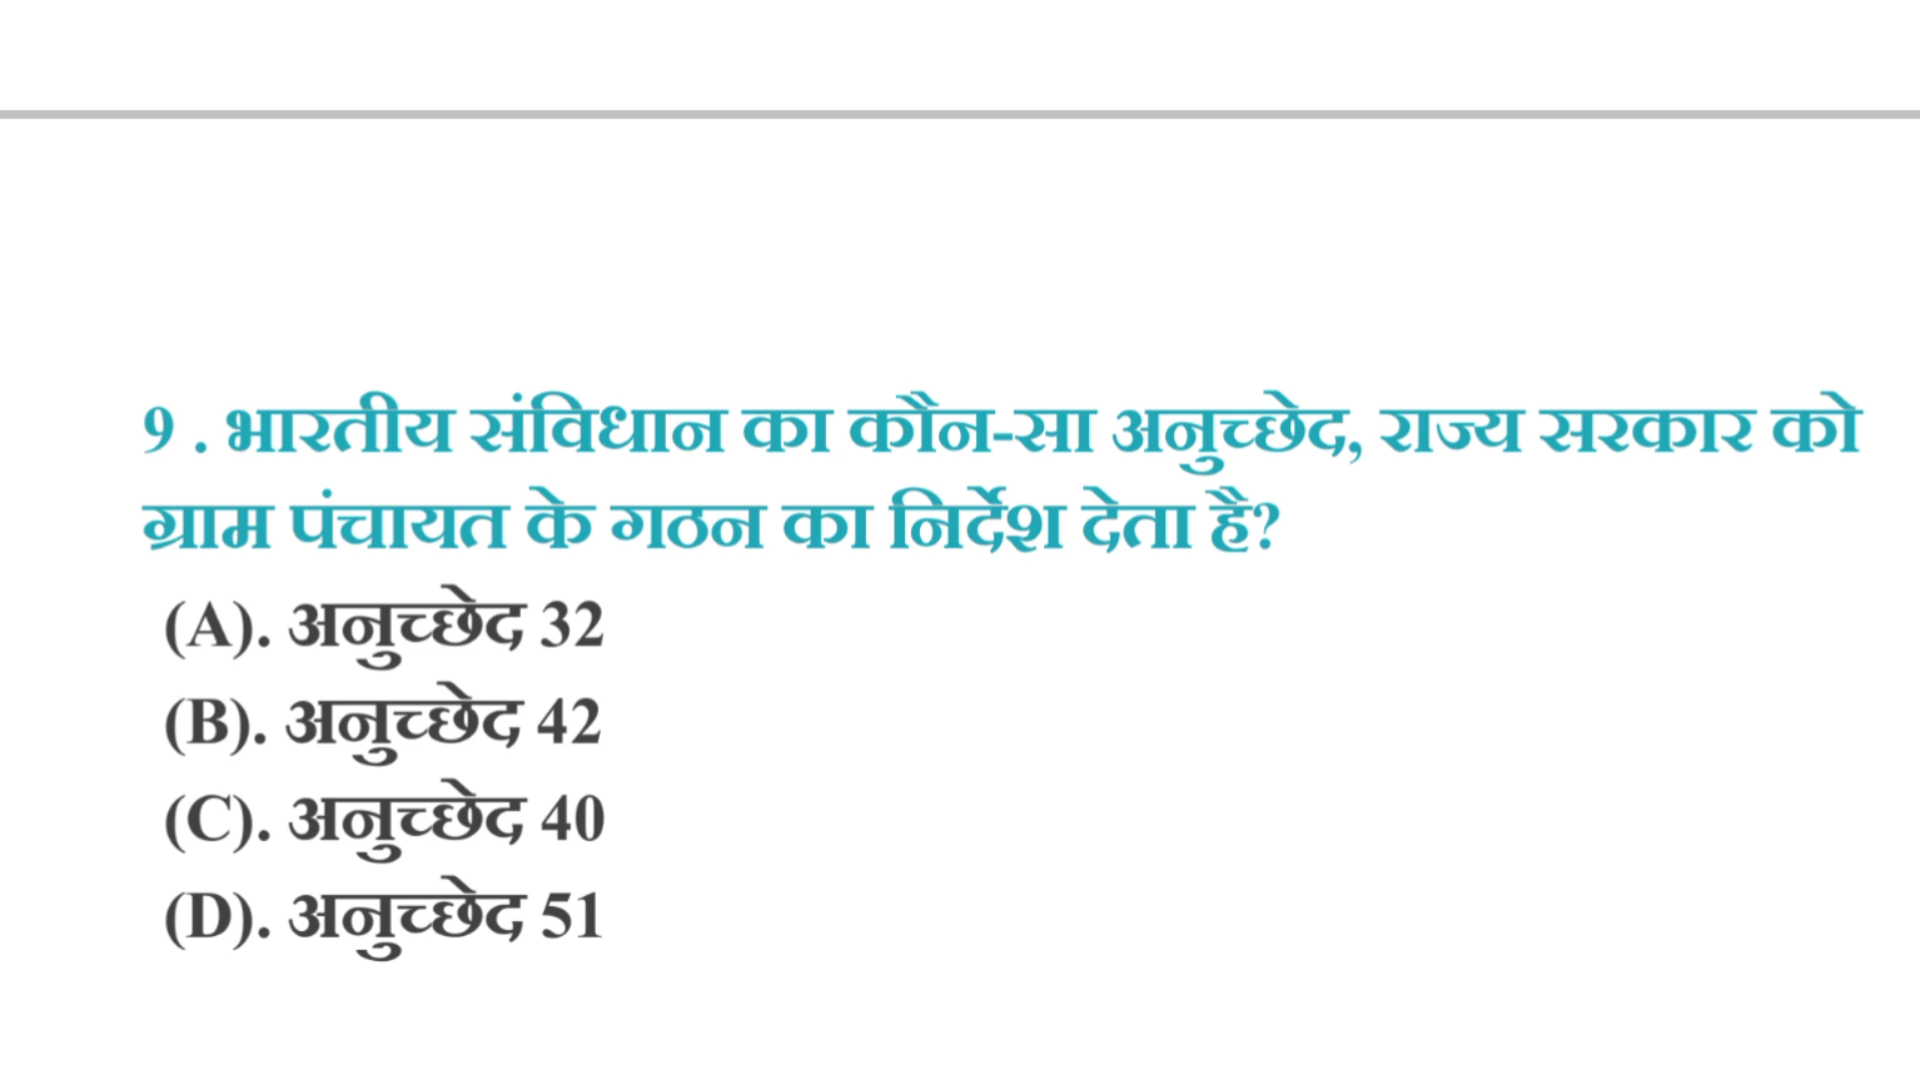 9 . भारतीय संविधान का कौन-सा अनुच्छेद, राज्य सरकार को
ग्राम पंचायत के गठन का निर्देश देता है?
(A). अनुच्छेद 32
(B). अनुच्छेद 42
(C). अनुच्छेद 40
(D). अनुच्छेद 51